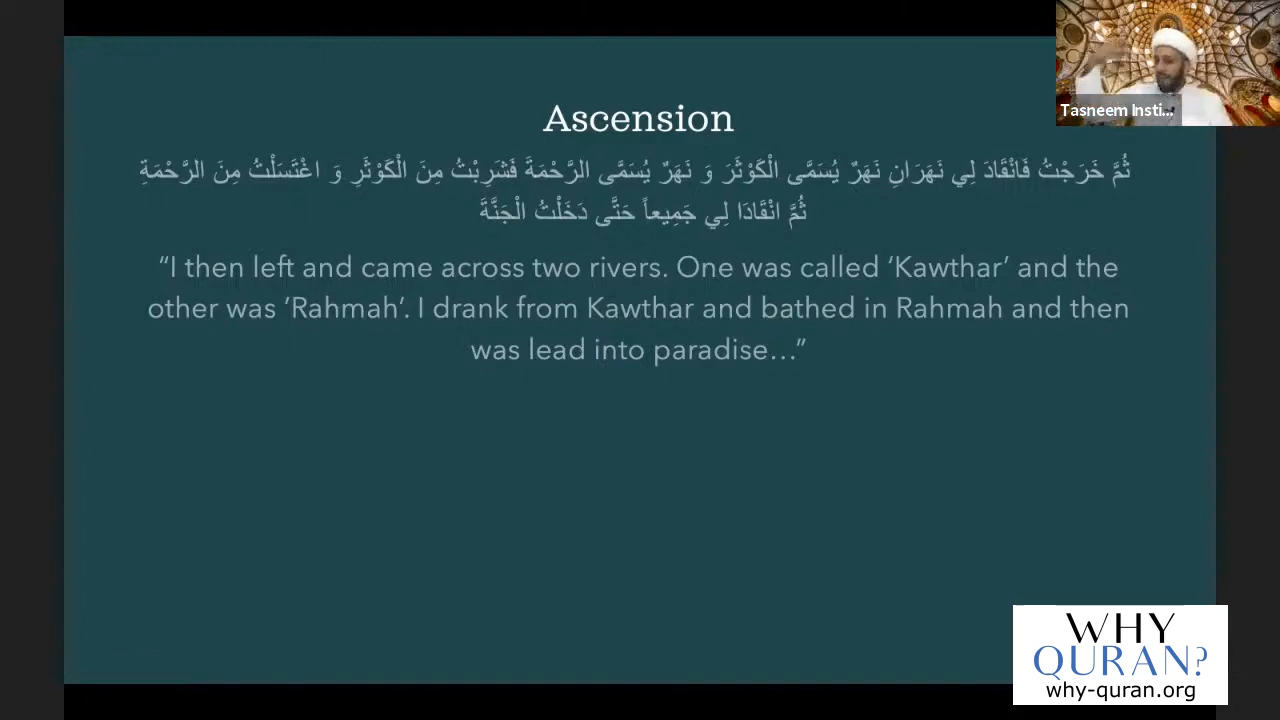 Tasneem Insti...
Ascension
ثُمَّ خَرَجْتُ فَانْقَادَ لِي نَهَرَانِ نَهَرٌ يُسَمَّى الْكَوْثَرَ وَ نَهَرٌ يُسَمَّى الرَّحْمَةَ فَشَرِبْتُ مِنَ الْكَوْثَرِ وَ اغْتَسَلْتُ مِنَ الرَّحْمَةِ
ثُمَّ انْقَادَا لِي جَمِيعاً حَتَّى دَخَلْتُ الْجَنَّةَ
“I then left and came across two rivers. One was called ‘Kawthar’ and the
other was ‘Rahmah’. I drank from Kawthar and bathed in Rahmah and then
was lead into paradise…”
WHY
QURAN?
why-quran.org